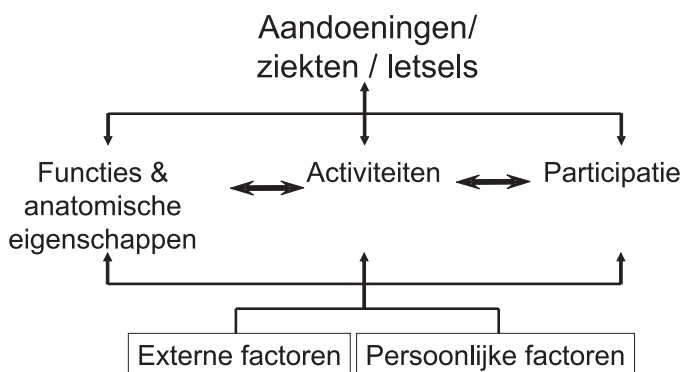 Aandoeningen/
ziekten / letsels
Functies &
anatomische
eigenschappen
Activiteiten
Participatie
Externe factoren
Persoonlijke factoren